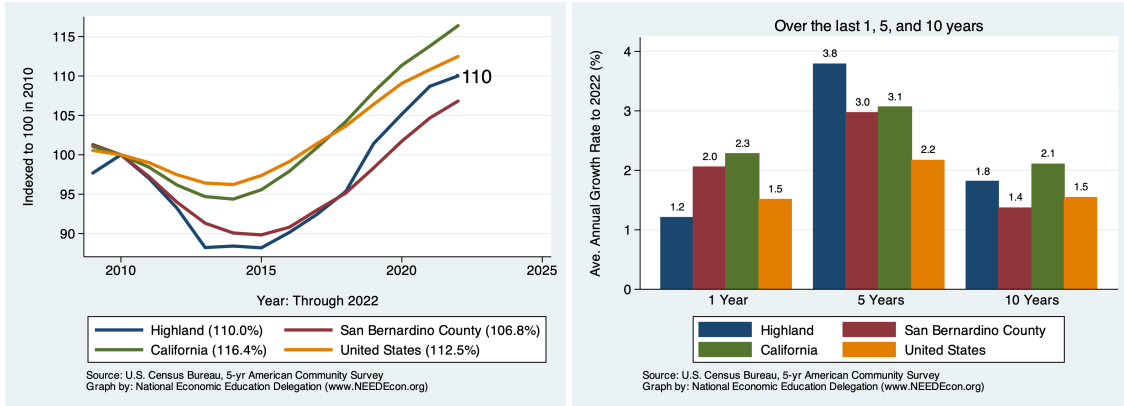 115
110
105
100
95
90
Indexed to 100 in 2010
110
2010
2015
2020
2025
Year: Through 2022
Highland (110.0%)
San Bernardino County (106.8%)
California (116.4%)
United States (112.5%)
Source: U.S. Census Bureau, 5-yr American Community Survey
Graph by: National Economic Education Delegation (www.NEEDEcon.org)
Over the last 1, 5, and 10 years
Ave. Annual Growth Rate to 2022 (%)
4
3
2
1
0
1.2
2.0
2.3
1.5
3.8
3.0
3.1
2.2
1.8
1.4
2.1
1.5
1 Year
5 Years
10 Years
Highland
San Bernardino County
California
United States
Source: U.S. Census Bureau, 5-yr American Community Survey
Graph by: National Economic Education Delegation (www.NEEDEcon.org)